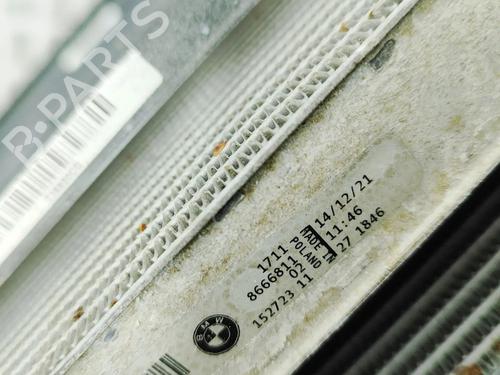 B-PARTS
1711 14/12/21
8666811 MADE IN POLAND 11:46
02 27 1846
152723 11
BMW